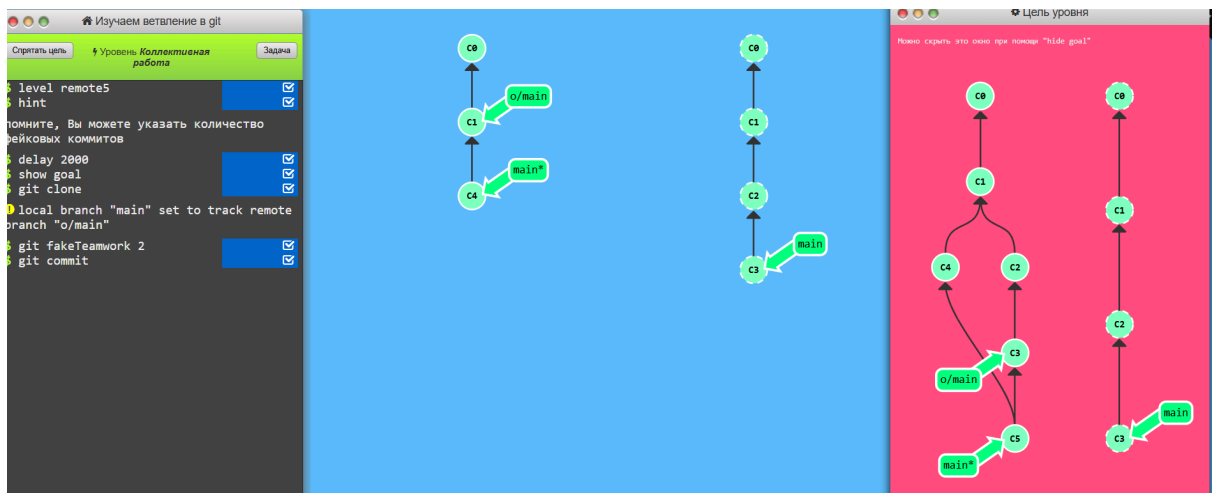 Изучаем ветвление в git
Спрятать цель
Уровень Коллективная
работа
Задача
$ level remote5
$ hint
помните, Вы можете указать количество
фейковых коммитов
$ delay 2000
$ show goal
$ git clone
local branch "main" set to track remote
branch "o/main"
$ git fakeTeamwork 2
$ git commit
C0
C1
o/main
C4
main*
C0
C1
C2
C3
main
Цель уровня
Можно скрыть это окно при помощи "hide goal"
C0
C1
C4
C2
C3
o/main
C5
main*
C0
C1
C2
C3
main